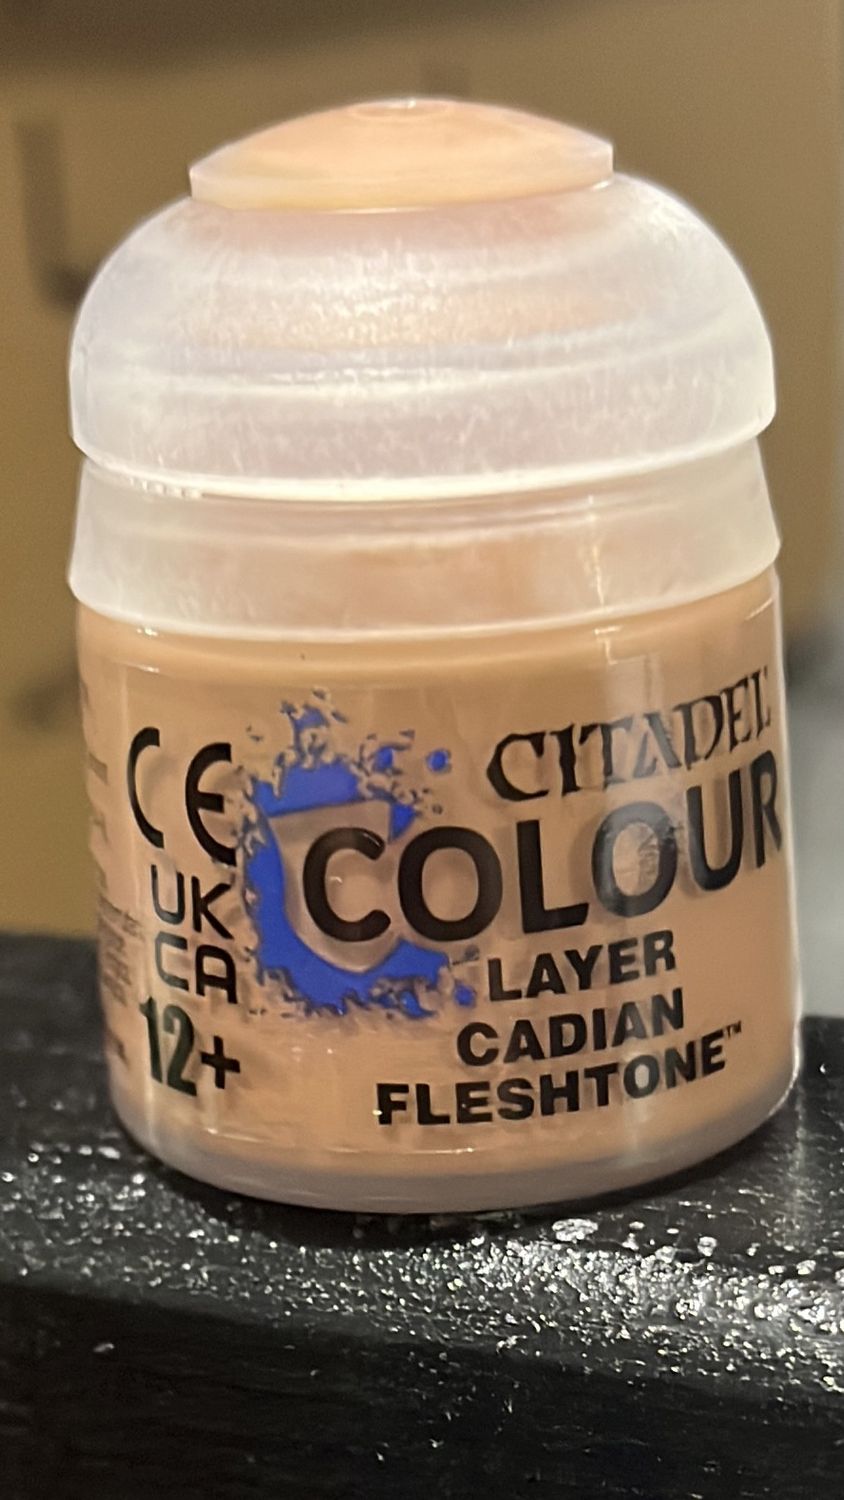 CE
UK
CA
12+
CITADEL
COLOUR
LAYER
CADIAN
FLESHTONE™